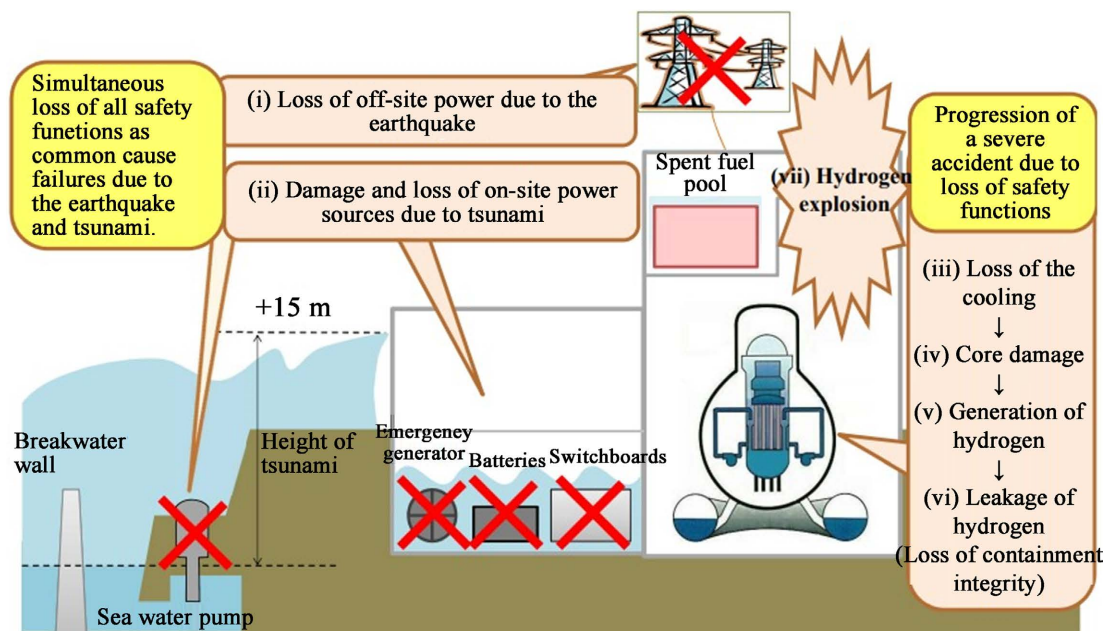 Simultaneous
loss of all safety
funetions as
common cause
failures due to
the earthquake
and tsunami.
(i) Loss of off-site power due to the
earthquake
(ii) Damage and loss of on-site power
sources due to tsunami
Spent fuel
pool
(vii) Hydrogen
explosion
Progression of
a severe
accident due to
loss of safety
functions
(iii) Loss of the
cooling
↓
(iv) Core damage
↓
(v) Generation of
hydrogen
↓
(vi) Leakage of
hydrogen
(Loss of containment
integrity)
+15 m
Breakwater
wall
Height of
tsunami
Emergeney
generator
Batteries
Switchboards
Sea water pump